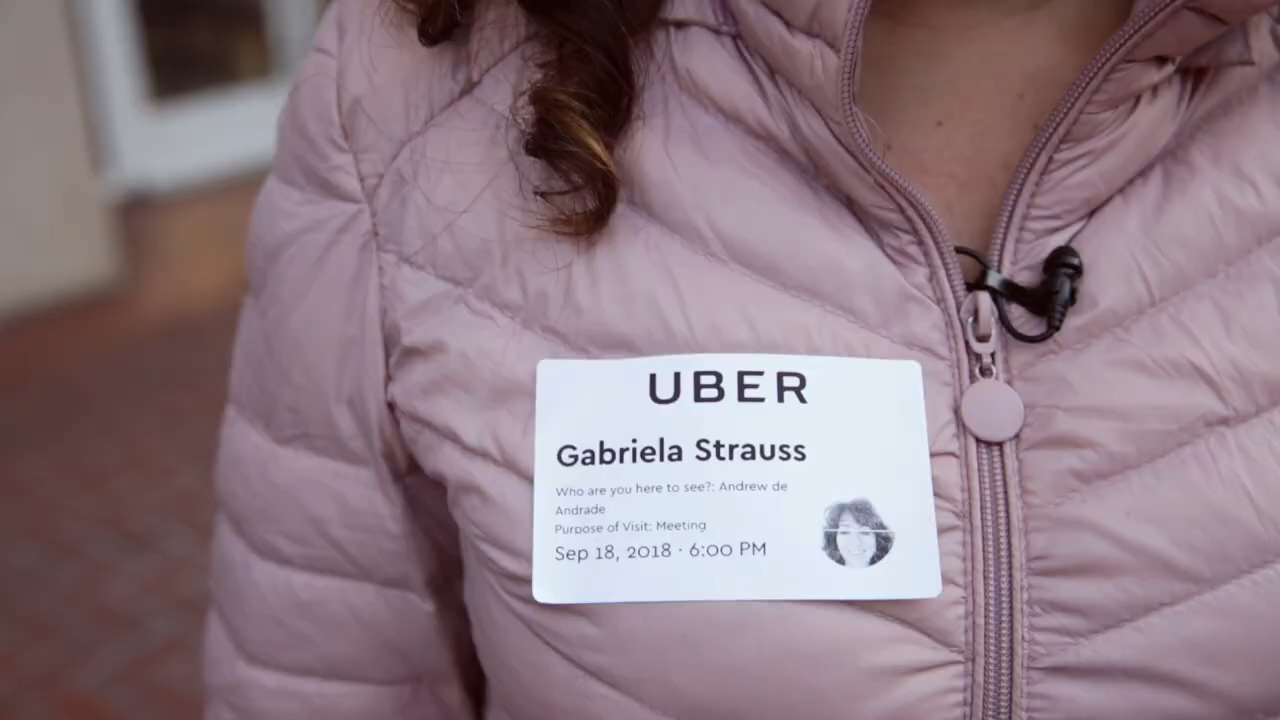 UBER
Gabriela Strauss
Who are you here to see?: Andrew de
Andrade
Purpose of Visit: Meeting
Sep 18, 2018 · 6:00 PM